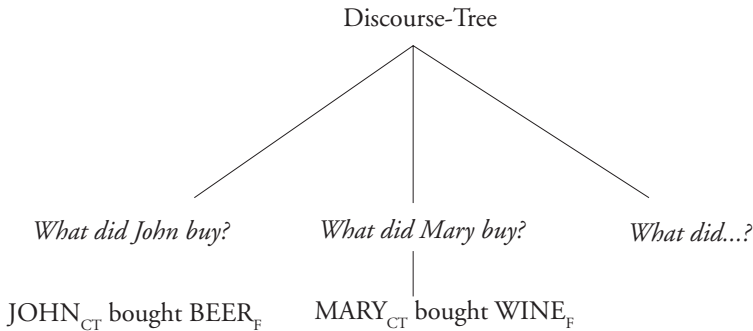 Discourse-Tree
What did John buy? What did Mary buy? What did...?
JOHN_CT bought BEER_F MARY_CT bought WINE_F